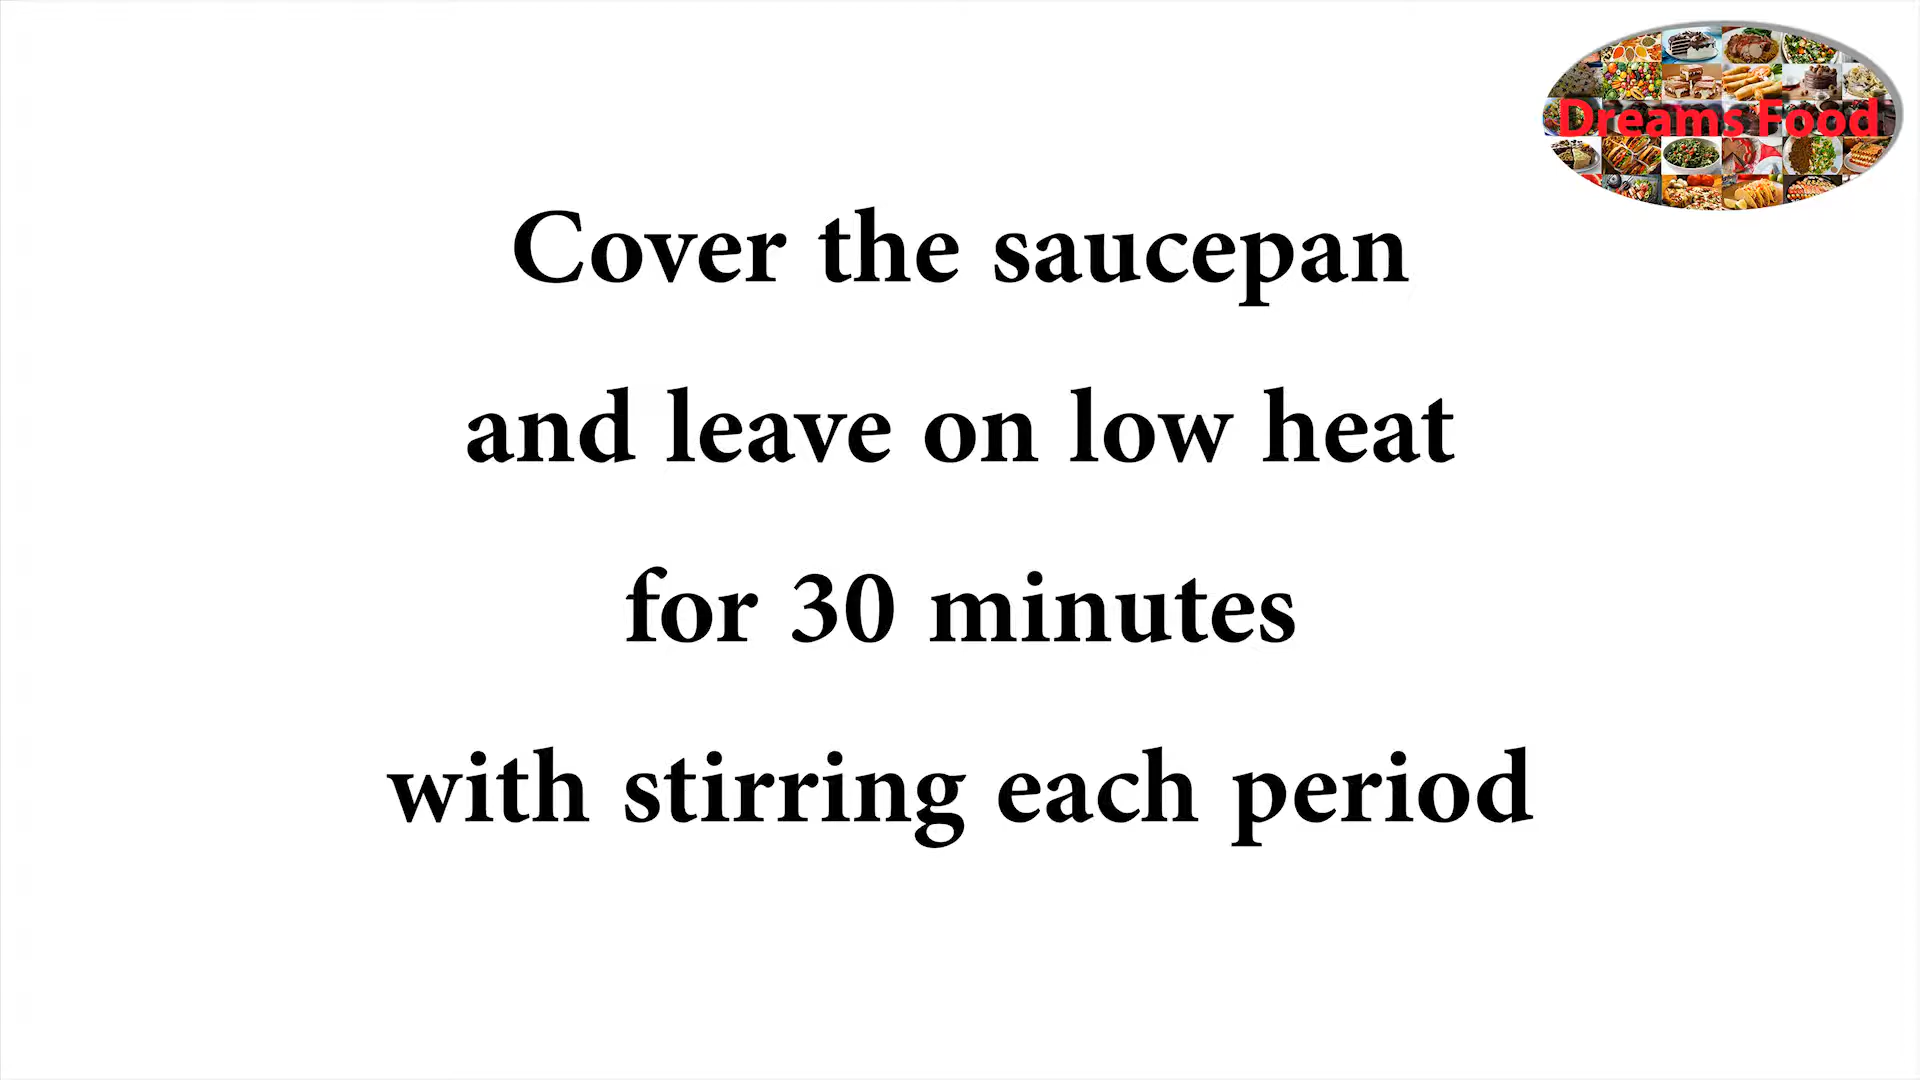 Dreams Food
Cover the saucepan
and leave on low heat
for 30 minutes
with stirring each period